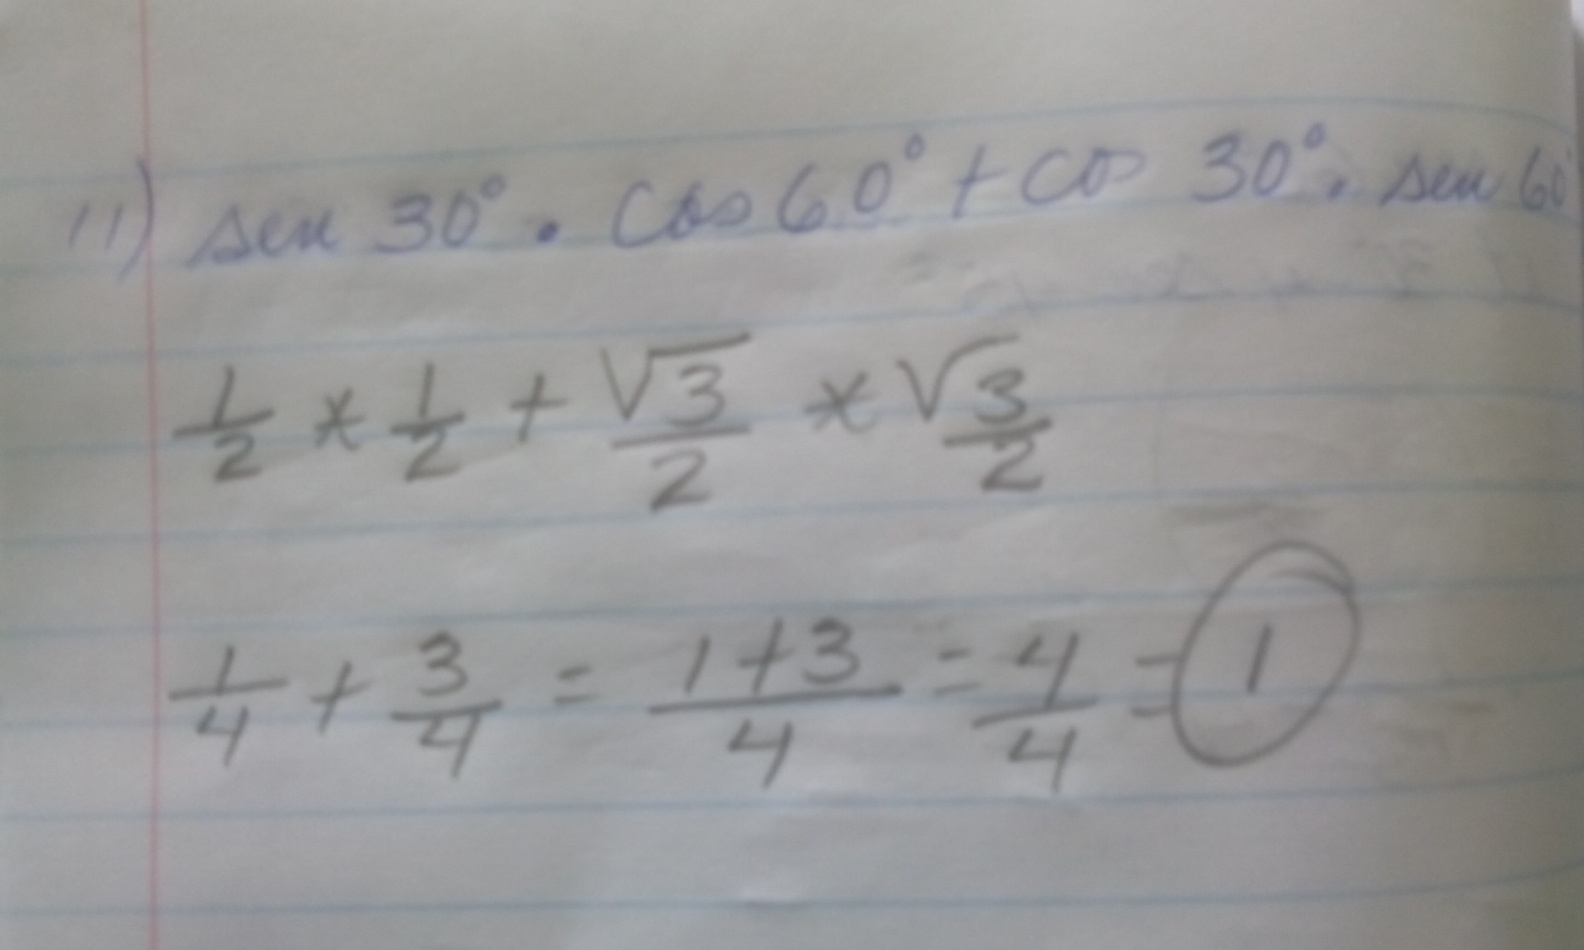 11) sen 30° . Cos 60° + cos 30° . sen 60°
1/2 * 1/2 + √3/2 * √3/2
1/4 + 3/4 = 1+3/4 = 4/4 = 1